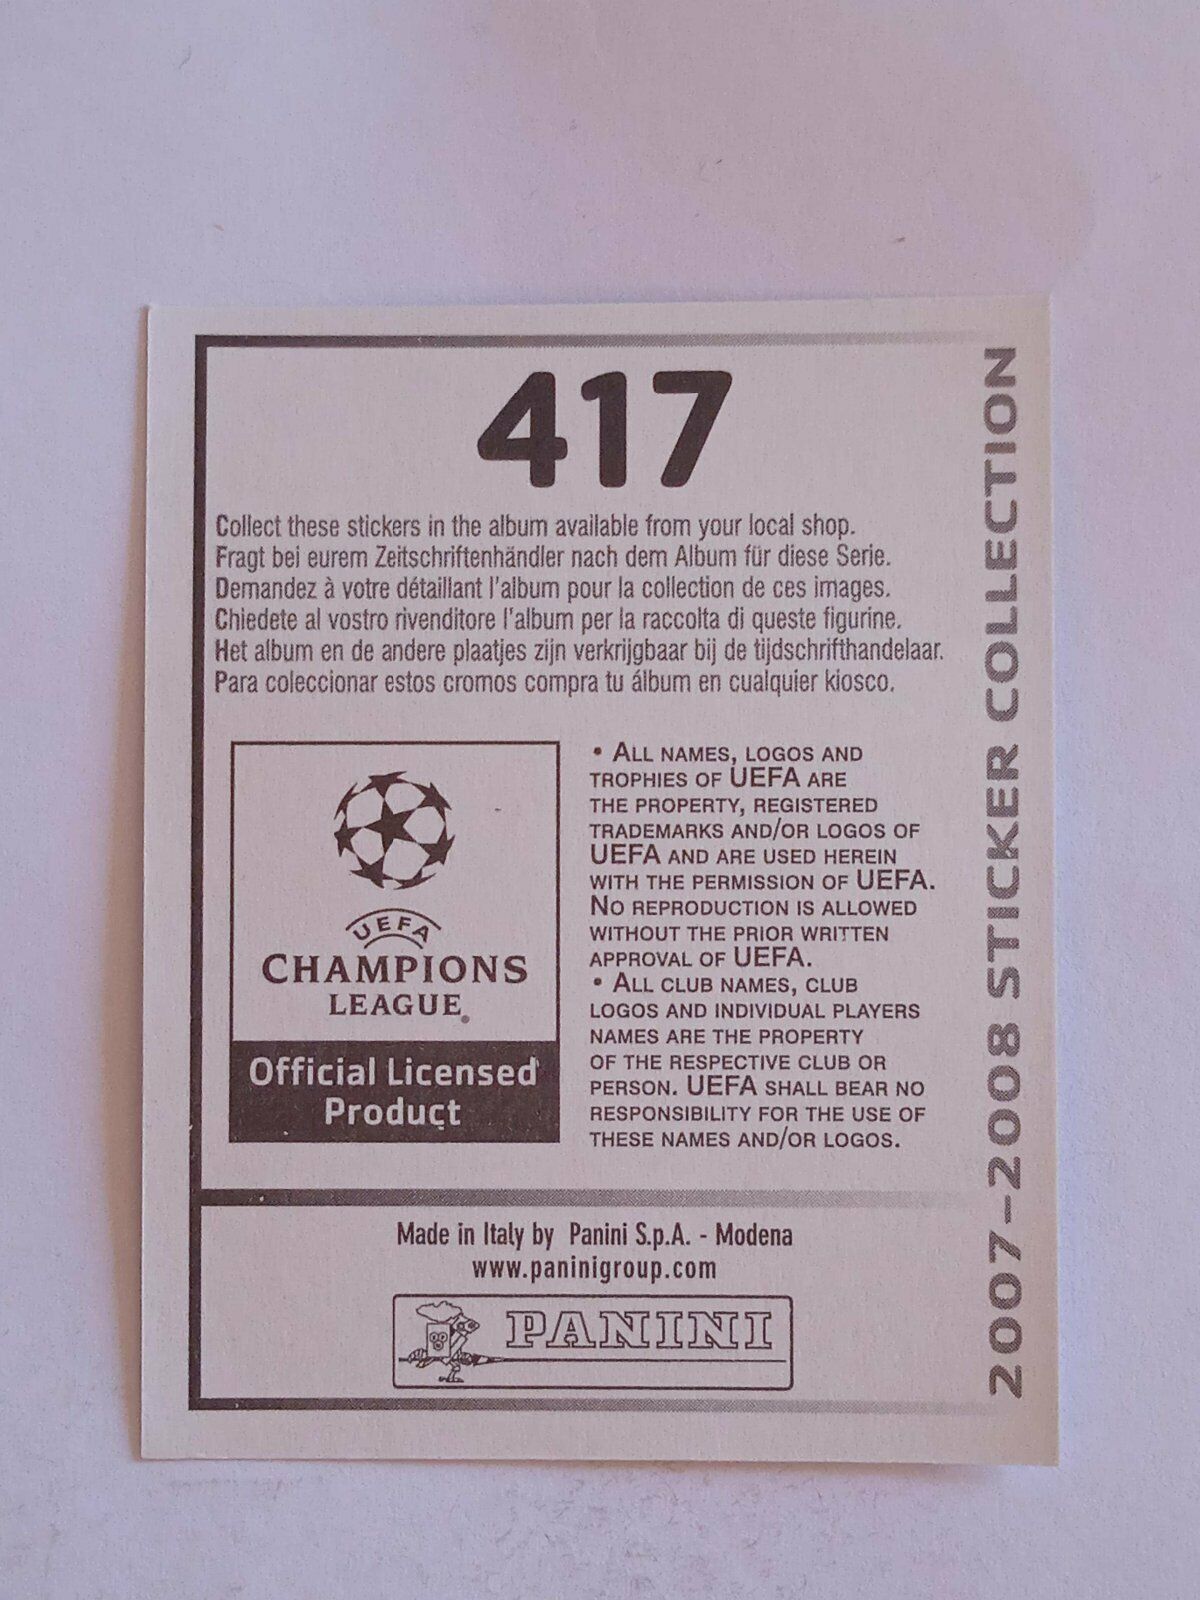 417
Collect these stickers in the album available from your local shop.
Fragt bei eurem Zeitschriftenhändler nach dem Album für diese Serie.
Demandez à votre détaillant l'album pour la collection de ces images.
Chiedete al vostro rivenditore l'album per la raccolta di queste figurine.
Het album en de andere plaatjes zijn verkrijgbaar bij de tijdschrifthandelaar.
Para coleccionar estos cromos compra tu álbum en cualquier kiosco.
UEFA
CHAMPIONS
LEAGUE®
Official Licensed
Product
• ALL NAMES, LOGOS AND
TROPHIES OF UEFA ARE
THE PROPERTY, REGISTERED
TRADEMARKS AND/OR LOGOS OF
UEFA AND ARE USED HEREIN
WITH THE PERMISSION OF UEFA.
NO REPRODUCTION IS ALLOWED
WITHOUT THE PRIOR WRITTEN
APPROVAL OF UEFA.
• ALL CLUB NAMES, CLUB
LOGOS AND INDIVIDUAL PLAYERS
NAMES ARE THE PROPERTY
OF THE RESPECTIVE CLUB OR
PERSON. UEFA SHALL BEAR NO
RESPONSIBILITY FOR THE USE OF
THESE NAMES AND/OR LOGOS.
Made in Italy by Panini S.p.A. - Modena
www.paninigroup.com
PANINI
2007-2008 STICKER COLLECTION